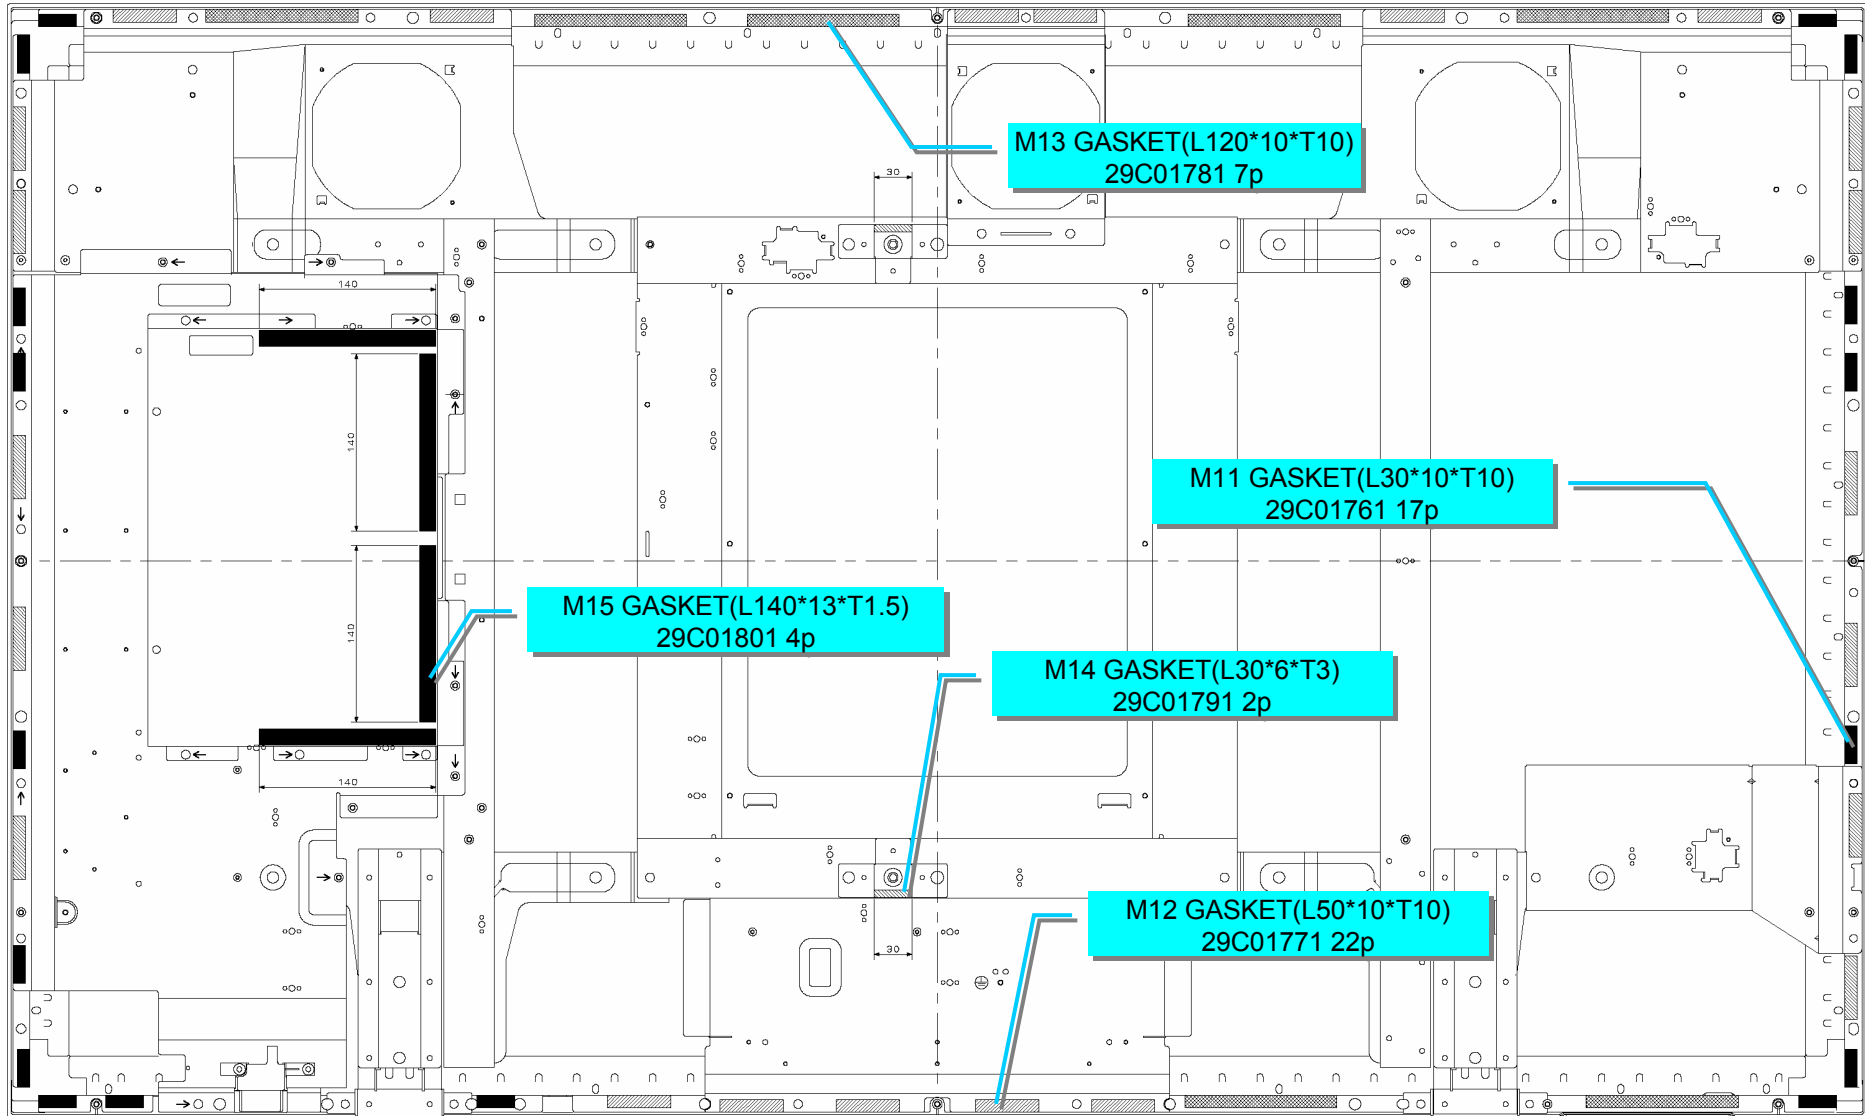 M13 GASKET(L120*10*T10)
29C01781 7p
30
140
140
M11 GASKET(L30*10*T10)
29C01761 17p
M15 GASKET(L140*13*T1.5)
29C01801 4p
140
M14 GASKET(L30*6*T3)
29C01791 2p
140
M12 GASKET(L50*10*T10)
29C01771 22p
30